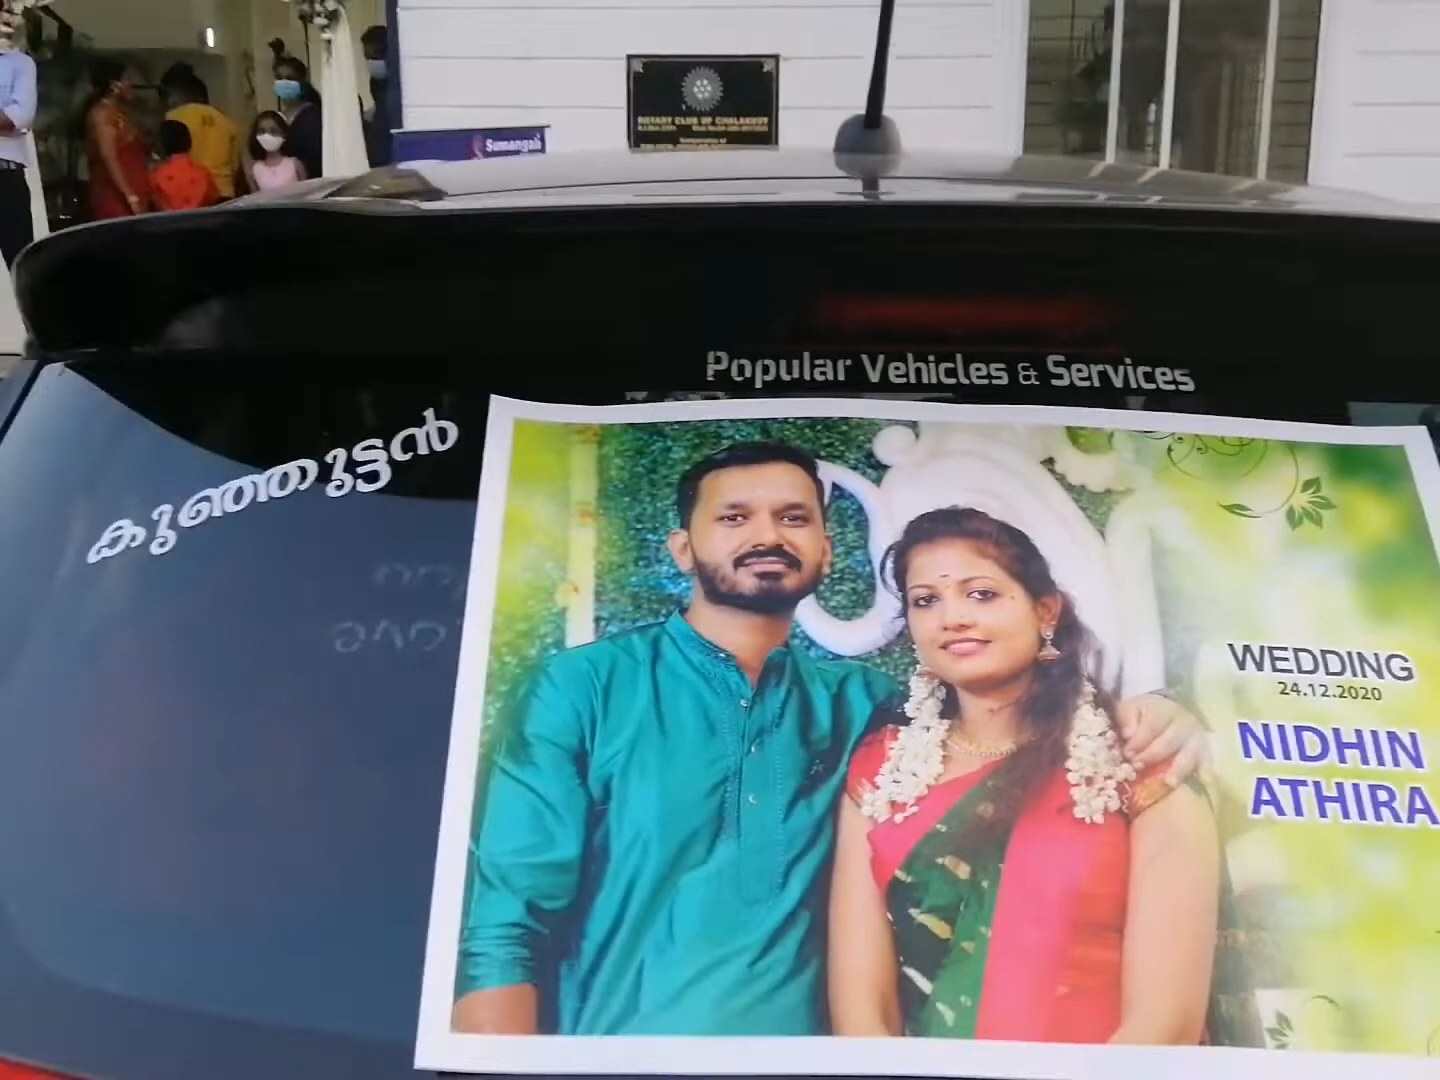 ROTARY CLUB OF CHALAKUDY
Sumangali
Popular Vehicles & Services
കുഞ്ഞുട്ടൻ
WEDDING
24.12.2020
NIDHIN
ATHIRA